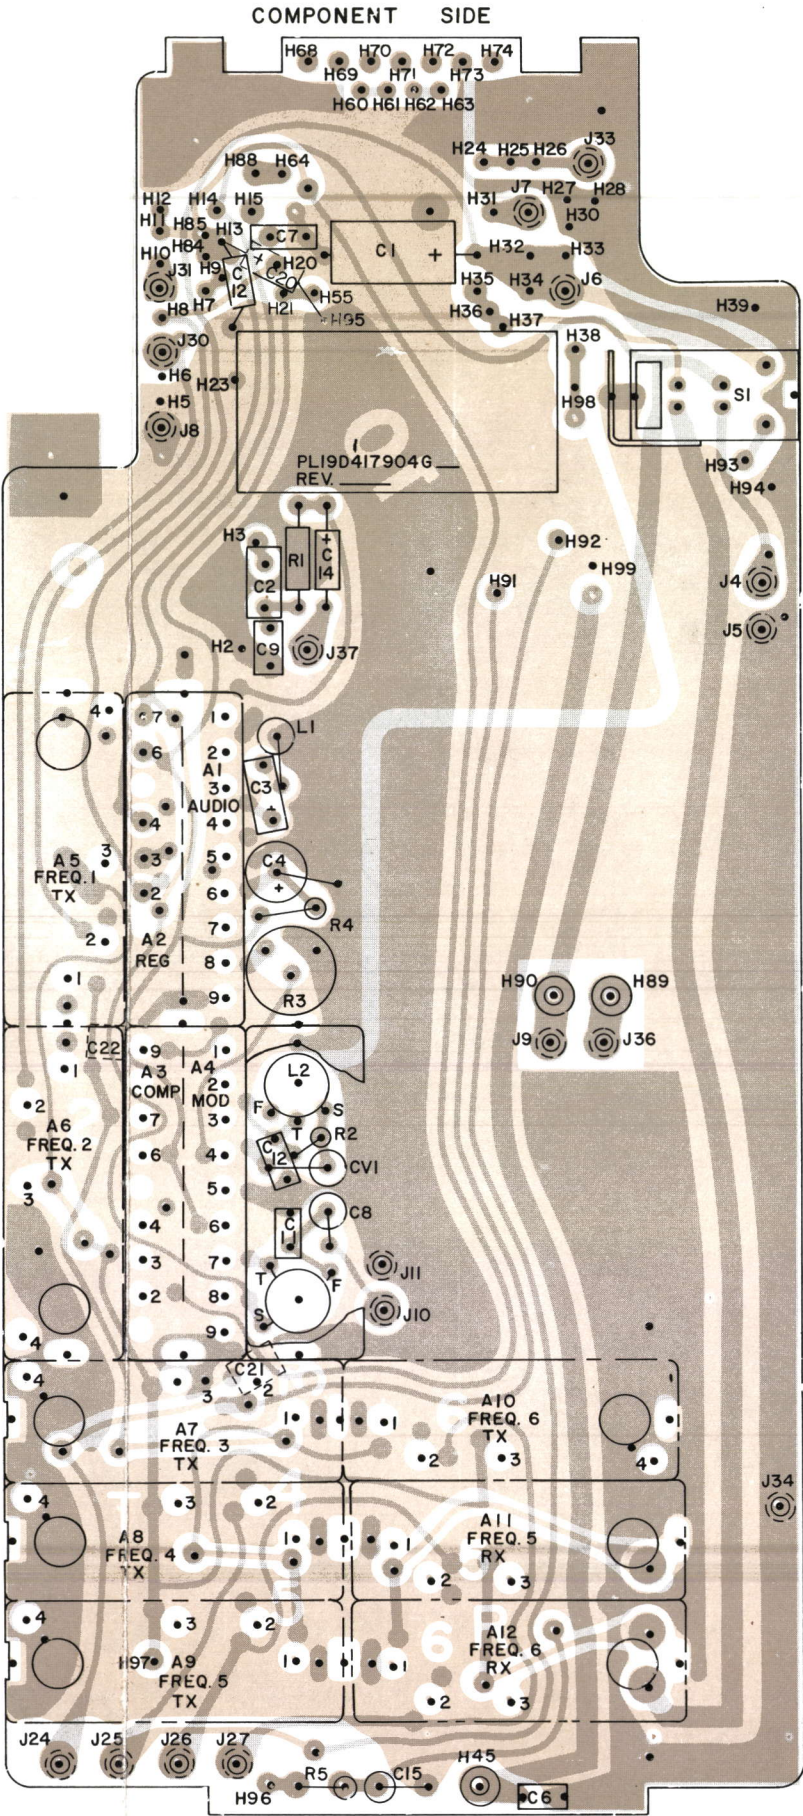 COMPONENT SIDE
H68 H70 H72 H74
H69 H71 H73
H60 H61 H62 H63
J33
H24 H25 H26
H88 H64
H12 H14 H15
H31 J7 H27 H28
H11 H85 H13
H30
C7
C1 +
H10 H84
H20
H32 H33
J31 H9 C12
+ C20
H35 H34 J6
H7 H21 H55
H8 H95
H36 H37
H39
J30
H38
H6 H23
H5
H98
S1
J8
PL19D417904G
REV.
H93
H94
H3
R1 + C14
H92
C2
H99
H91
J4
J5
H2 C9 J37
4 7 1 L1
6 2
A1
3 C3
AUDIO
+
4 4
3 3 5 C4
A5
FREQ. 1
TX
2 6 +
R4
2 A2
REG
7
8
1 R3
9
H90 H89
J9 J36
C22 9 1
1 A3 A4 L2
COMP 2 MOD
2 F S
7 3 T R2
A6
FREQ. 2
TX
6 4 C12 CV1
3 5
C8
4 6 C11
3 7 T F J11
2 8
S J10
4 9
C21
4 3 2
A7
FREQ. 3
TX
1 1
A10
FREQ. 6
TX
2 3 4
J34
4 3 2
A8
FREQ. 4
TX
1 1
A11
FREQ. 5
RX
2 3
4 3 2
H97 A9
FREQ. 5
TX
1 1
A12
FREQ. 6
RX
6
2 3
J24 J25 J26 J27
H96 R5 C15 H45 C6